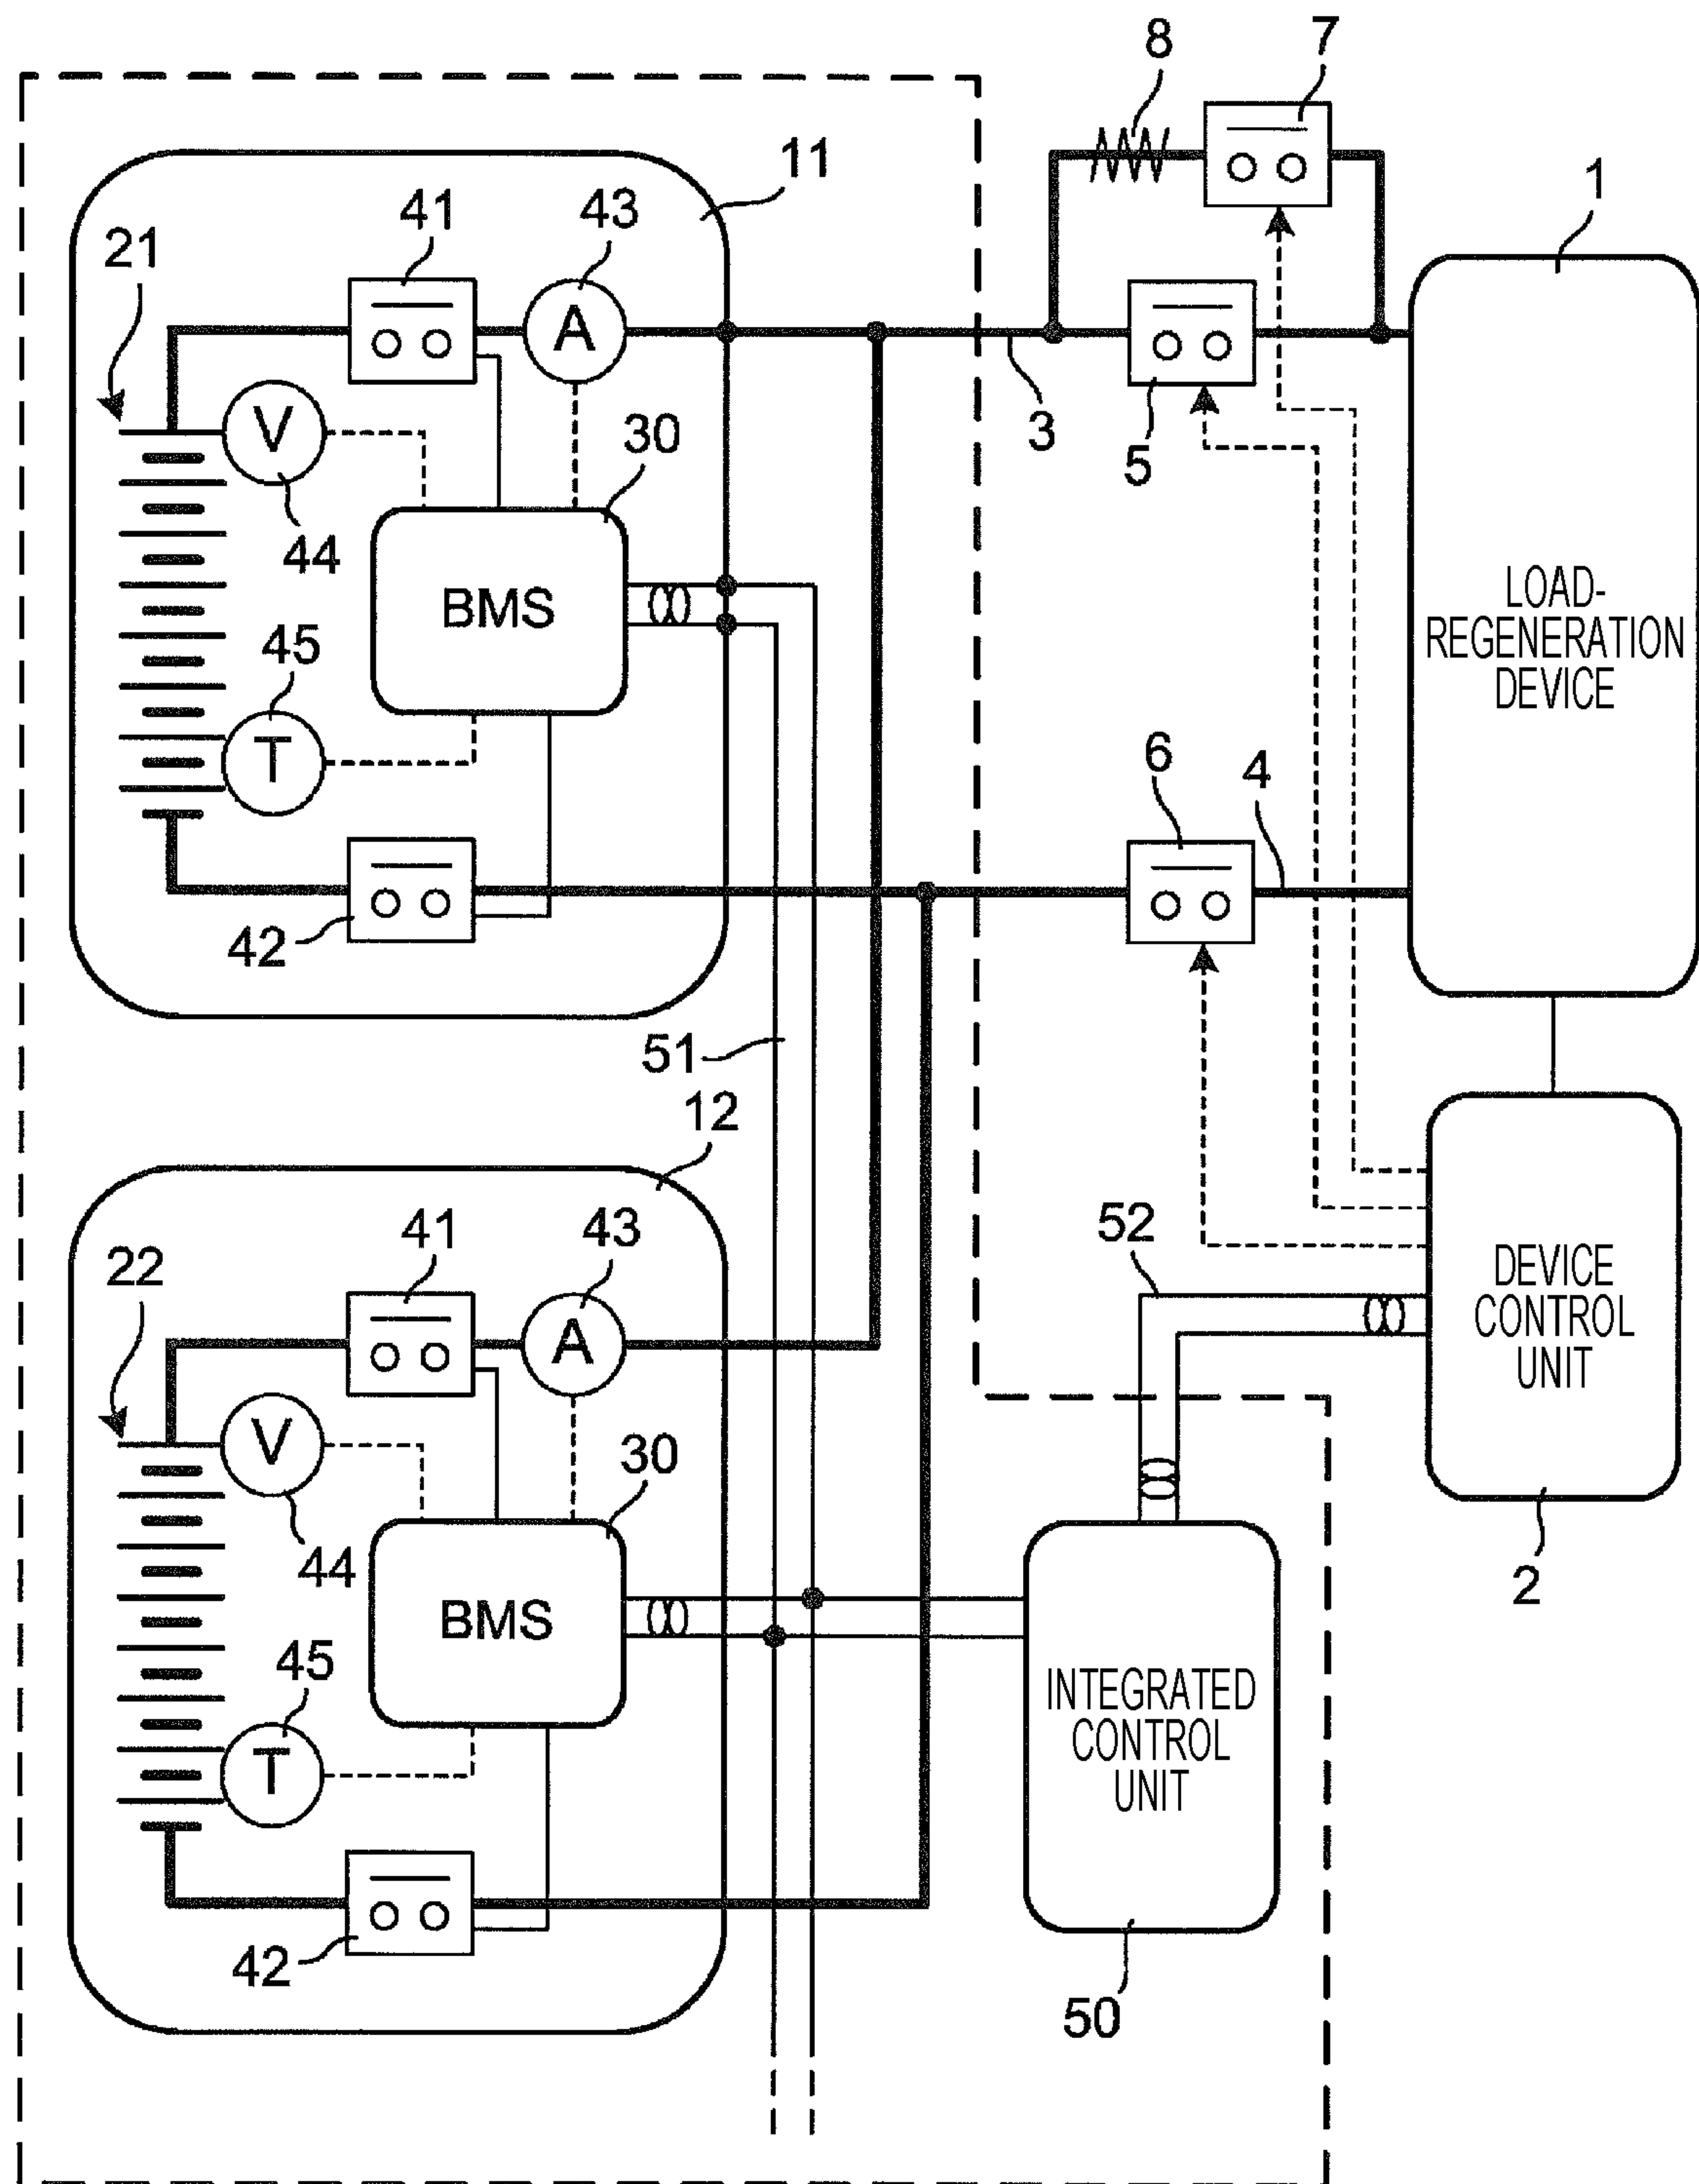 8
7
11
1
41
43
21
A
V
30
3
5
44
LOAD-
REGENERATION
DEVICE
BMS
45
T
6
4
42
51
12
52
41
43
22
A
DEVICE
CONTROL
UNIT
V
30
44
2
BMS
45
INTEGRATED
CONTROL
UNIT
T
42
50